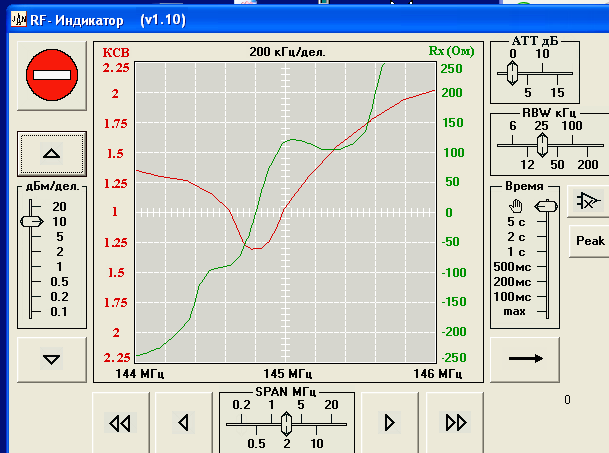 JAN RF- Индикатор (v1.10)
КСВ 200 кГц/дел. Rx (Ом)
2.25 250
2 200
1.75 150
1.5 100
1.25 50
1 0
1.25 -50
1.5 -100
1.75 -150
2 -200
2.25 -250
144 МГц 145 МГц 146 МГц
дБм/дел.
20
10
5
2
1
0.5
0.2
0.1
SPAN МГц
0.2 1 5 20
0.5 2 10
АТТ дБ
0 10
5 15
RBW кГц
6 25 100
12 50 200
Время
5 с
2 с
1 с
500мс
200мс
100мс
max
Peak
0